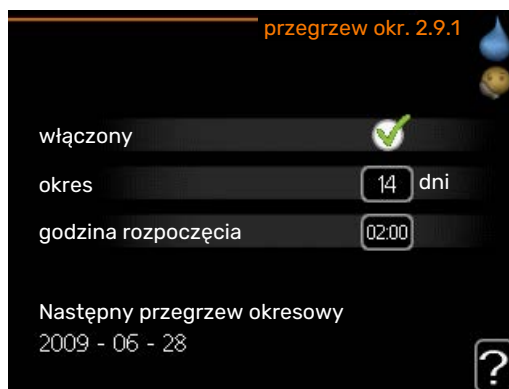 przegrzew okr. 2.9.1
włączony
okres 14 dni
godzina rozpoczęcia 02:00
Następny przegrzew okresowy
2009 - 06 - 28
?